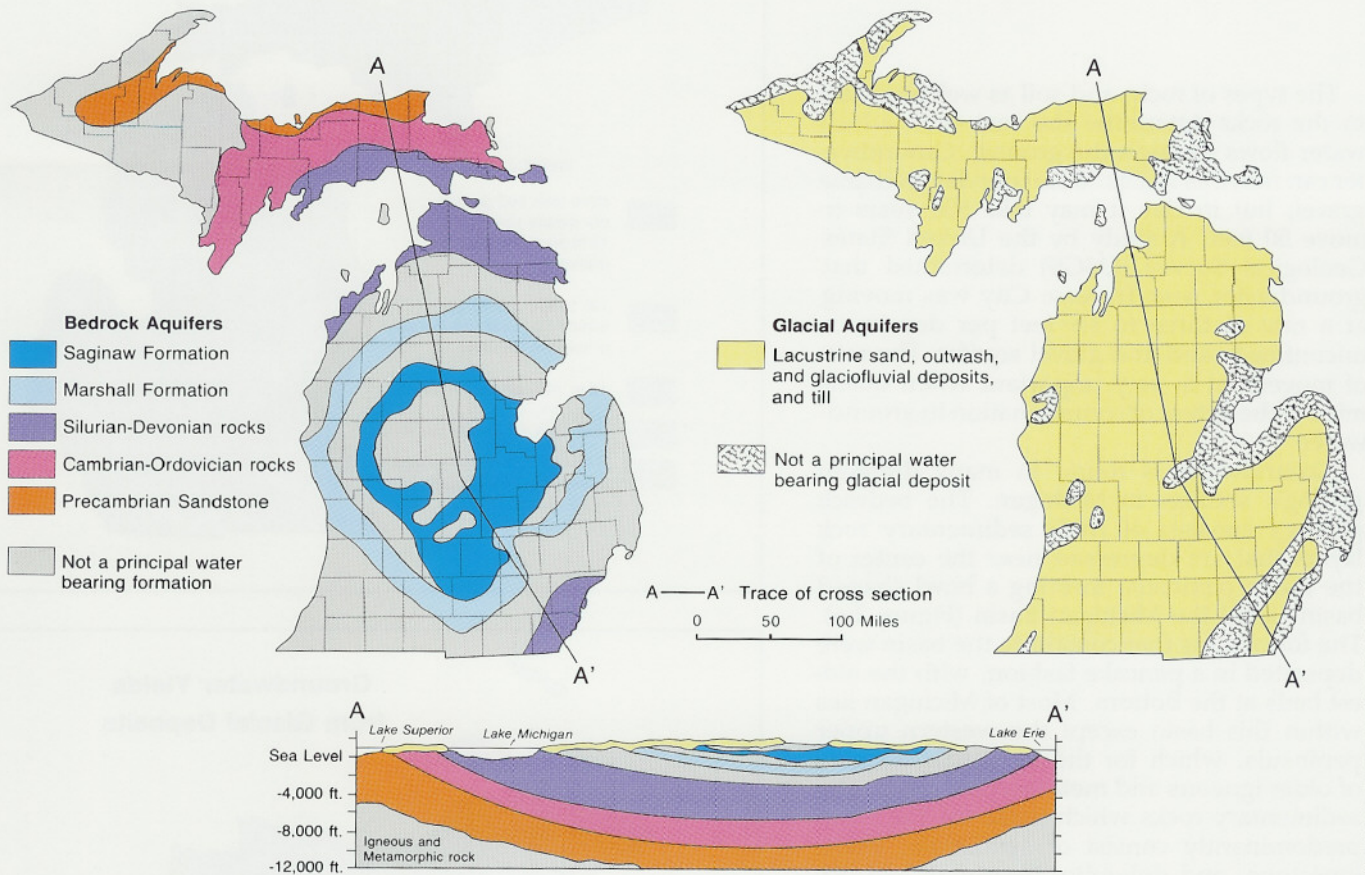 A
Bedrock Aquifers
Saginaw Formation
Marshall Formation
Silurian-Devonian rocks
Cambrian-Ordovician rocks
Precambrian Sandstone
Not a principal water
bearing formation
A'
A
Glacial Aquifers
Lacustrine sand, outwash,
and glaciofluvial deposits,
and till
Not a principal water
bearing glacial deposit
A'
A — A' Trace of cross section
0 50 100 Miles
A A'
Lake Superior Lake Michigan Lake Erie
Sea Level
-4,000 ft.
-8,000 ft.
Igneous and
Metamorphic rock
-12,000 ft.